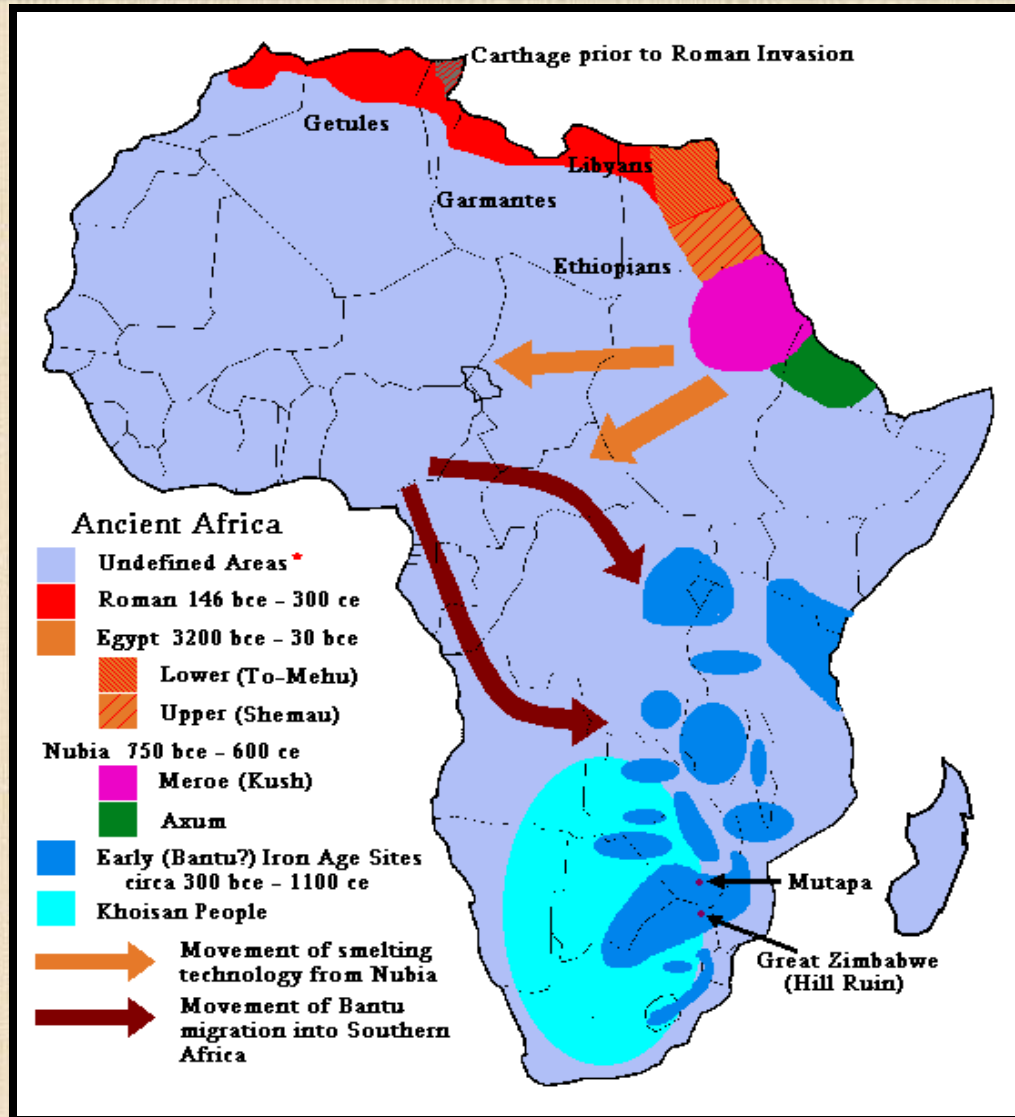 Carthage prior to Roman Invasion
Getules
Libyans
Garmantes
Ethiopians
Ancient Africa
Undefined Areas*
Roman 146 bce - 300 ce
Egypt 3200 bce - 30 bce
Lower (To-Mehu)
Upper (Shemau)
Nubia 750 bce - 600 ce
Meroe (Kush)
Axum
Early (Bantu?) Iron Age Sites
circa 300 bce - 1100 ce
Khoisan People
Movement of smelting
technology from Nubia
Movement of Bantu
migration into Southern
Africa
Mutapa
Great Zimbabwe
(Hill Ruin)